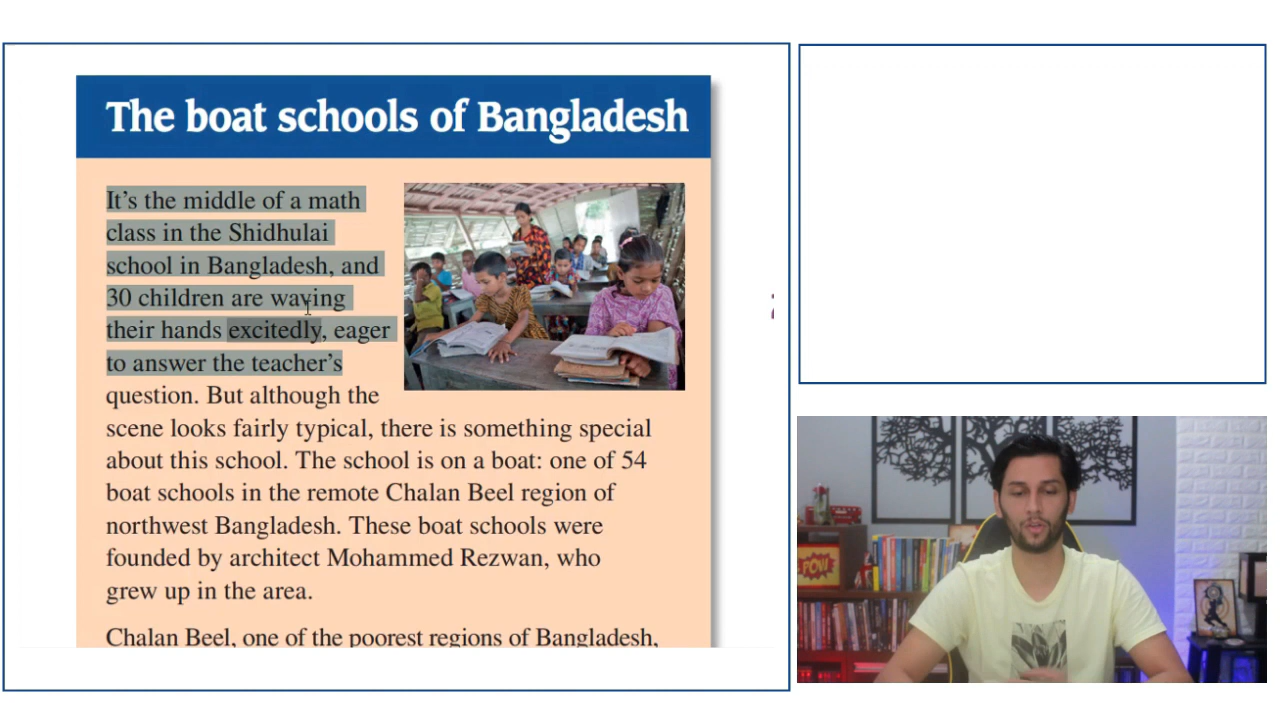 The boat schools of Bangladesh
It's the middle of a math
class in the Shidhulai
school in Bangladesh, and
30 children are waving
their hands excitedly, eager
to answer the teacher's
question. But although the
scene looks fairly typical, there is something special
about this school. The school is on a boat: one of 54
boat schools in the remote Chalan Beel region of
northwest Bangladesh. These boat schools were
founded by architect Mohammed Rezwan, who
grew up in the area.
Chalan Beel, one of the poorest regions of Bangladesh,
POW!